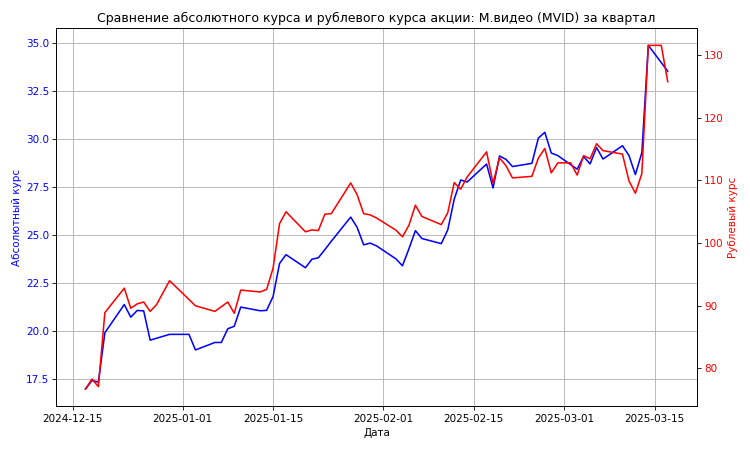 Сравнение абсолютного курса и рублевого курса акции: М.видео (MVID) за квартал
Абсолютный курс
35.0
32.5
30.0
27.5
25.0
22.5
20.0
17.5
130
120
110
100
90
80
Рублевый курс
2024-12-15 2025-01-01 2025-01-15 2025-02-01 2025-02-15 2025-03-01 2025-03-15
Дата